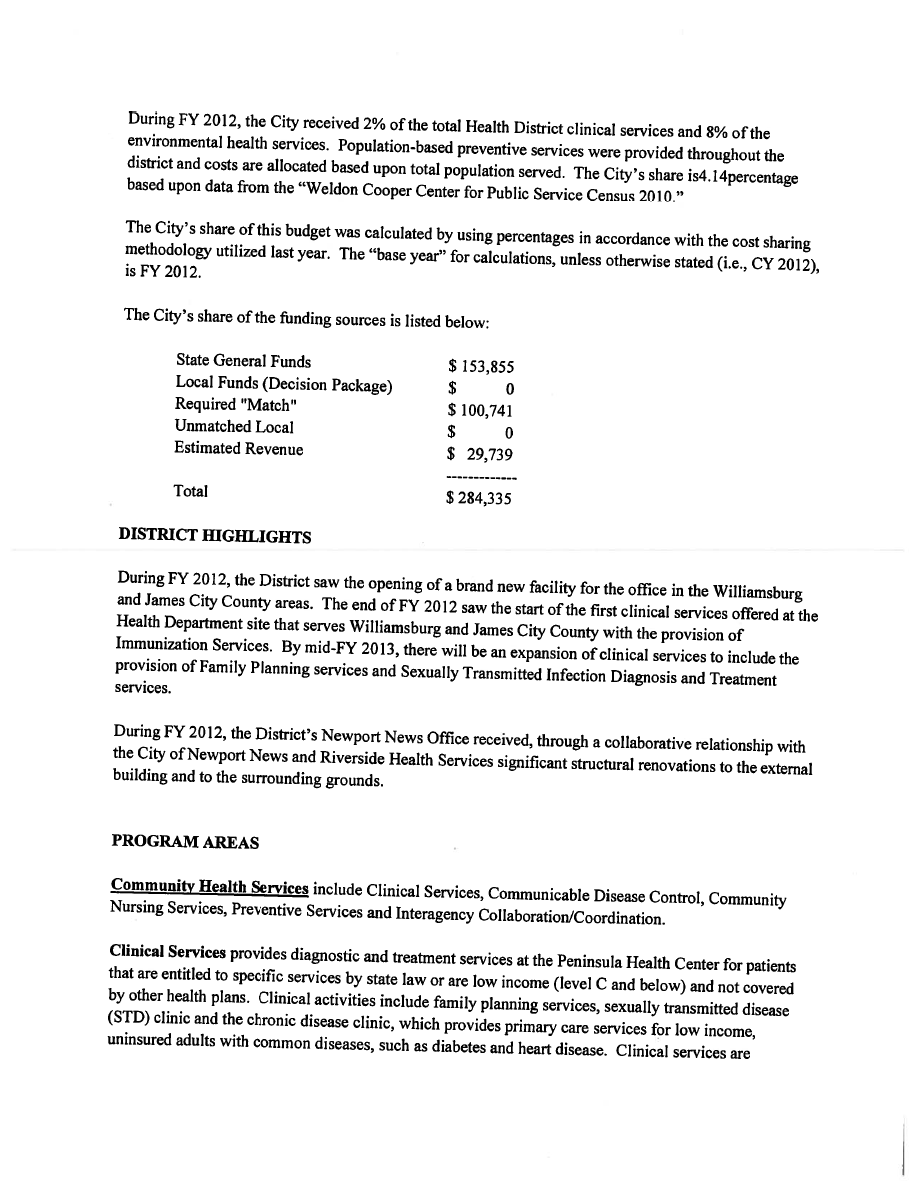 During FY 2012, the City received 2% of the total Health District clinical services and 8% of the
environmental health services.  Population-based preventive services were provided throughout the
district and costs are allocated based upon total population served.  The City's share is4.14percentage
based upon data from the “Weldon Cooper Center for Public Service Census 2010.”
The City's share of this budget was calculated by using percentages in accordance with the cost sharing
methodology utilized last year.  The “base year” for calculations, unless otherwise stated (i.e., CY 2012),
is FY 2012.
The City's share of the funding sources is listed below:
State General Funds $ 153,855
Local Funds (Decision Package) $ 0
Required "Match" $ 100,741
Unmatched Local $ 0
Estimated Revenue $ 29,739
-------------
Total $ 284,335
DISTRICT HIGHLIGHTS
During FY 2012, the District saw the opening of a brand new facility for the office in the Williamsburg
and James City County areas.  The end of FY 2012 saw the start of the first clinical services offered at the
Health Department site that serves Williamsburg and James City County with the provision of
Immunization Services.  By mid-FY 2013, there will be an expansion of clinical services to include the
provision of Family Planning services and Sexually Transmitted Infection Diagnosis and Treatment
services.
During FY 2012, the District's Newport News Office received, through a collaborative relationship with
the City of Newport News and Riverside Health Services significant structural renovations to the external
building and to the surrounding grounds.
PROGRAM AREAS
Community Health Services include Clinical Services, Communicable Disease Control, Community
Nursing Services, Preventive Services and Interagency Collaboration/Coordination.
Clinical Services provides diagnostic and treatment services at the Peninsula Health Center for patients
that are entitled to specific services by state law or are low income (level C and below) and not covered
by other health plans.  Clinical activities include family planning services, sexually transmitted disease
(STD) clinic and the chronic disease clinic, which provides primary care services for low income,
uninsured adults with common diseases, such as diabetes and heart disease.  Clinical services are